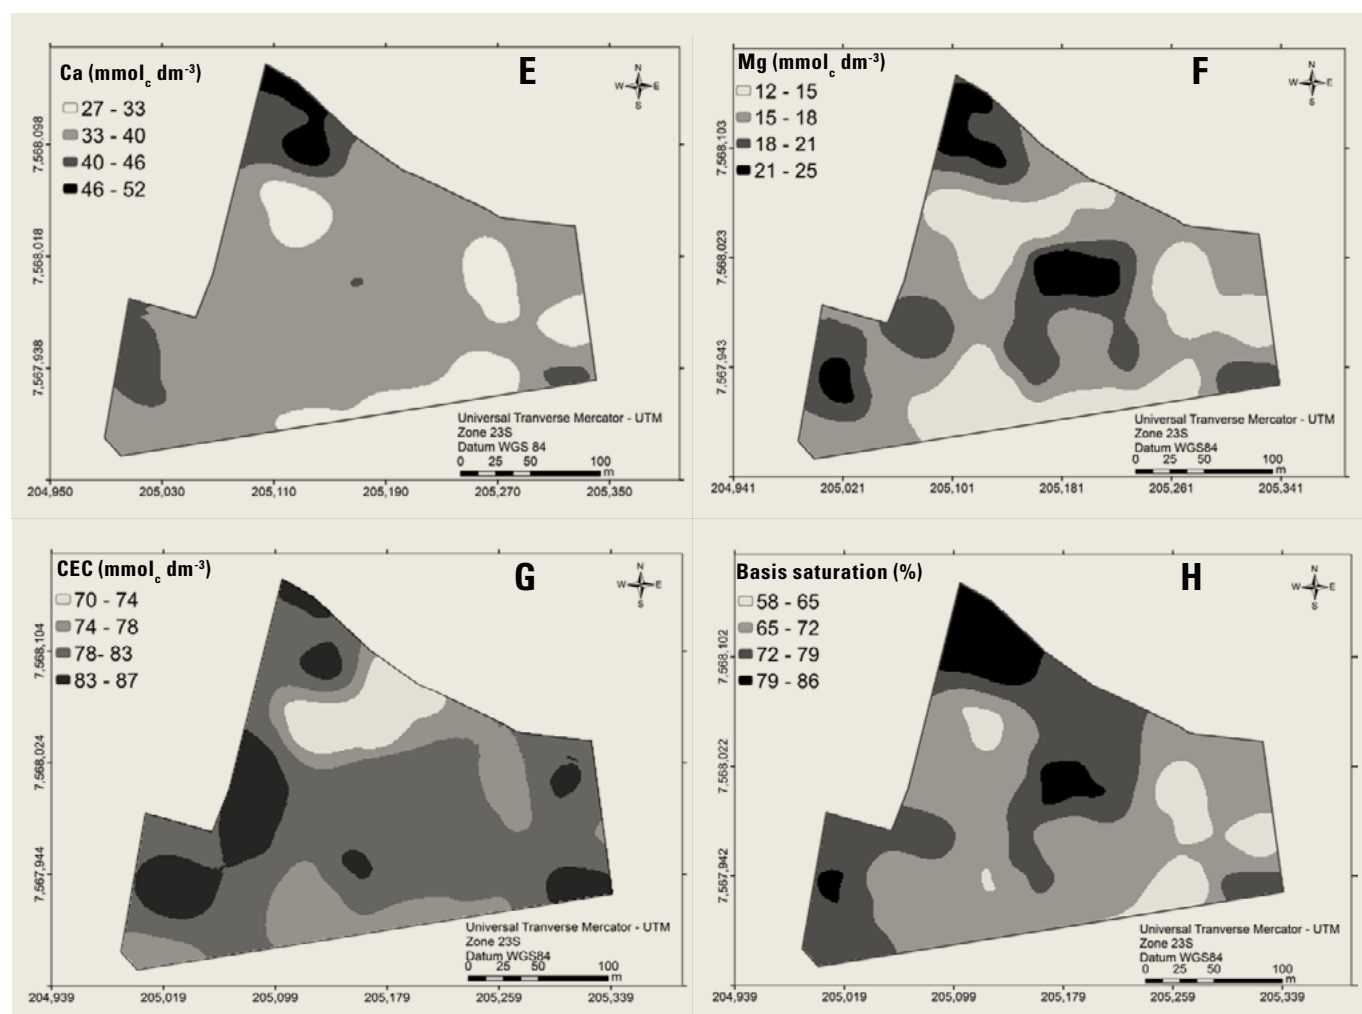 Ca (mmolc dm-3)
E
27 - 33
33 - 40
40 - 46
46 - 52
N
W E
S
7,568,098
7,568,018
7,567,938
Universal Tranverse Mercator - UTM
Zone 23S
Datum WGS 84
0 25 50 100
m
204,950 205,030 205,110 205,190 205,270 205,350
Mg (mmolc dm-3)
F
12 - 15
15 - 18
18 - 21
21 - 25
N
W E
S
7,568,103
7,568,023
7,567,943
Universal Tranverse Mercator - UTM
Zone 23S
Datum WGS84
0 25 50 100
m
204,941 205,021 205,101 205,181 205,261 205,341
CEC (mmolc dm-3)
G
70 - 74
74 - 78
78- 83
83 - 87
N
W E
S
7,568,104
7,568,024
7,567,944
Universal Tranverse Mercator - UTM
Zone 23S
Datum WGS84
0 25 50 100
m
204,939 205,019 205,099 205,179 205,259 205,339
Basis saturation (%)
H
58 - 65
65 - 72
72 - 79
79 - 86
N
W E
S
7,568,102
7,568,022
7,567,942
Universal Tranverse Mercator - UTM
Zone 23S
Datum WGS84
0 25 50 100
m
204,939 205,019 205,099 205,179 205,259 205,339